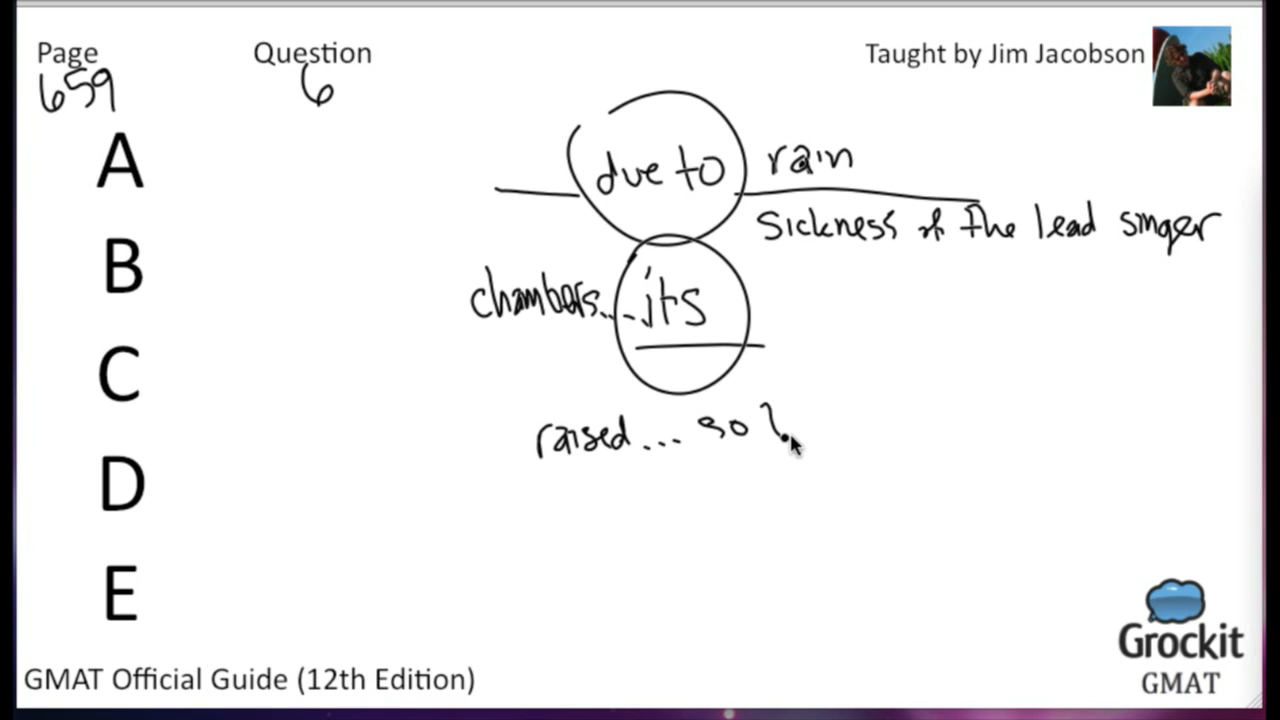 Page
Question
Taught by Jim Jacobson
659
6
A
B
C
D
E
due to rain
sickness of the lead singer
chambers...its
raised... so
Grockit
GMAT
GMAT Official Guide (12th Edition)